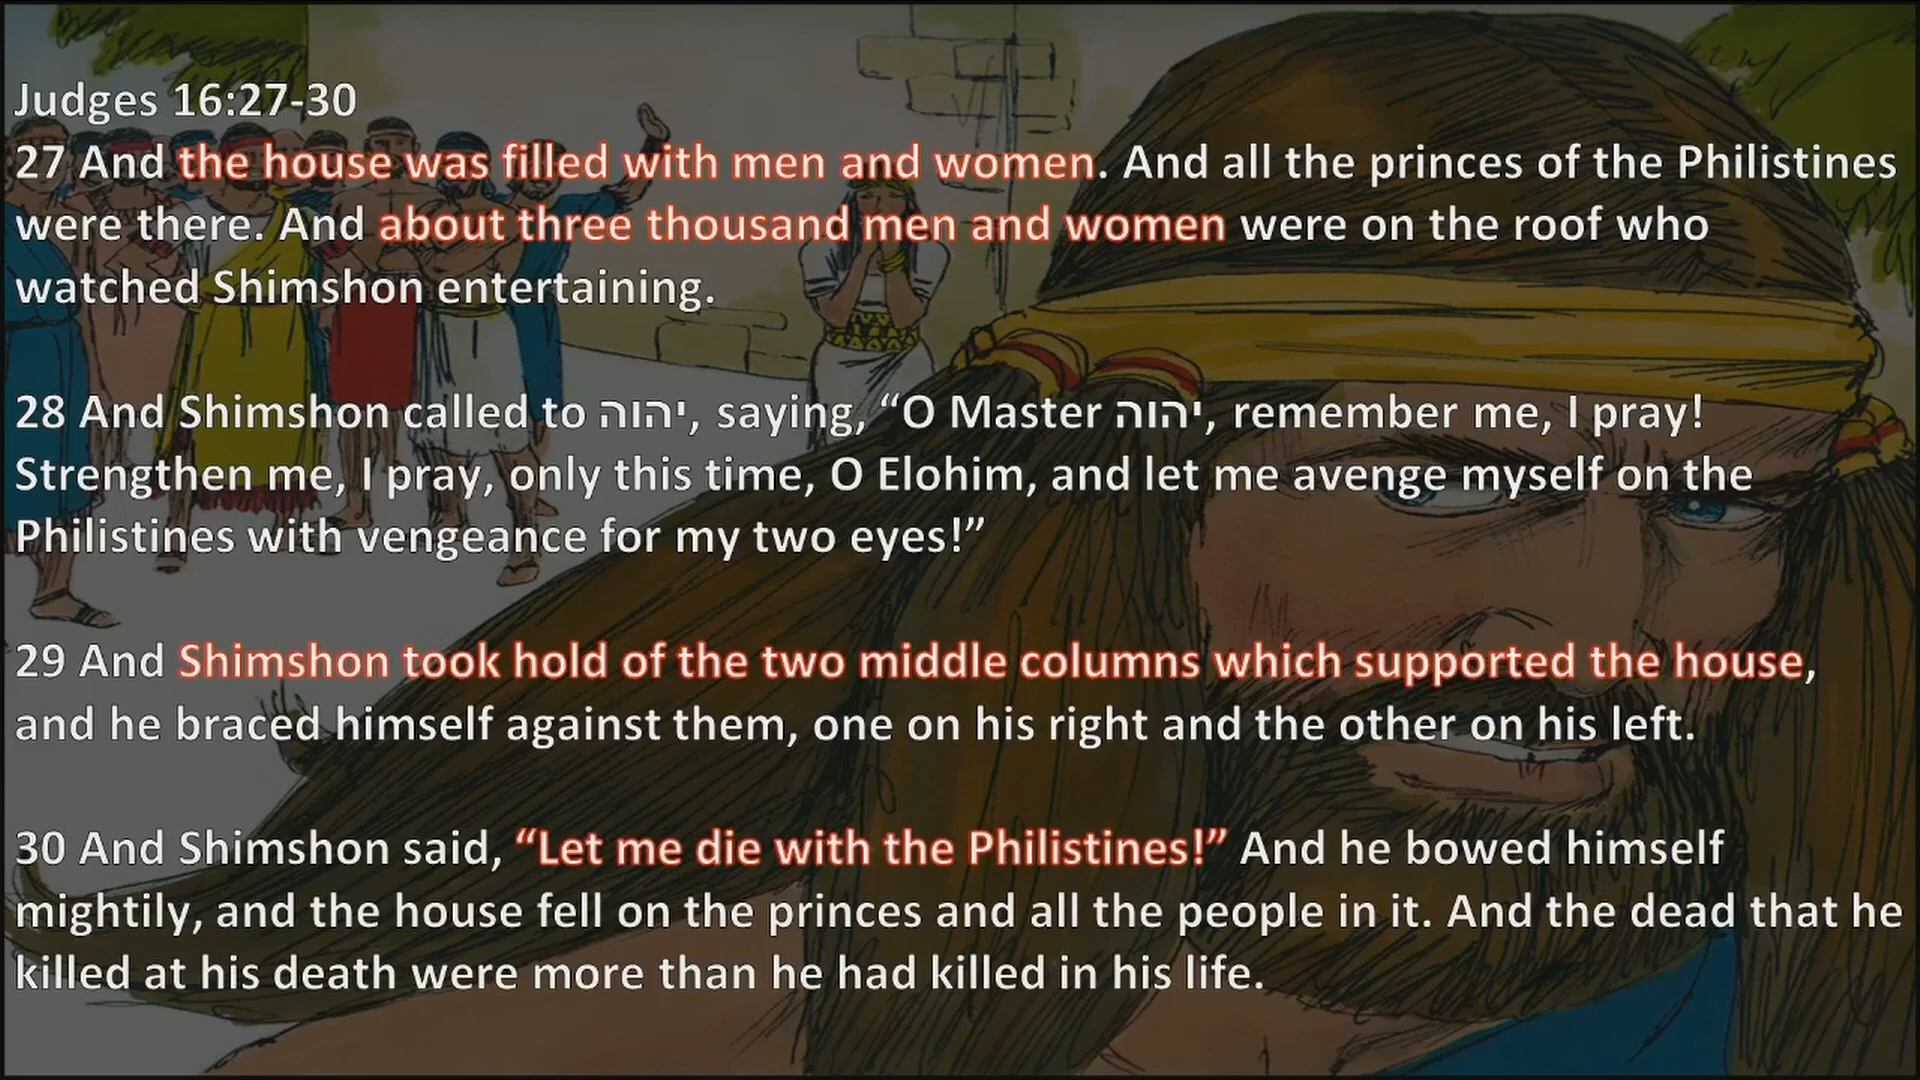 Judges 16:27-30
27 And the house was filled with men and women. And all the princes of the Philistines
were there. And about three thousand men and women were on the roof who
watched Shimshon entertaining.
28 And Shimshon called to יהוה, saying, “O Master יהוה, remember me, I pray!
Strengthen me, I pray, only this time, O Elohim, and let me avenge myself on the
Philistines with vengeance for my two eyes!”
29 And Shimshon took hold of the two middle columns which supported the house,
and he braced himself against them, one on his right and the other on his left.
30 And Shimshon said, “Let me die with the Philistines!” And he bowed himself
mightily, and the house fell on the princes and all the people in it. And the dead that he
killed at his death were more than he had killed in his life.